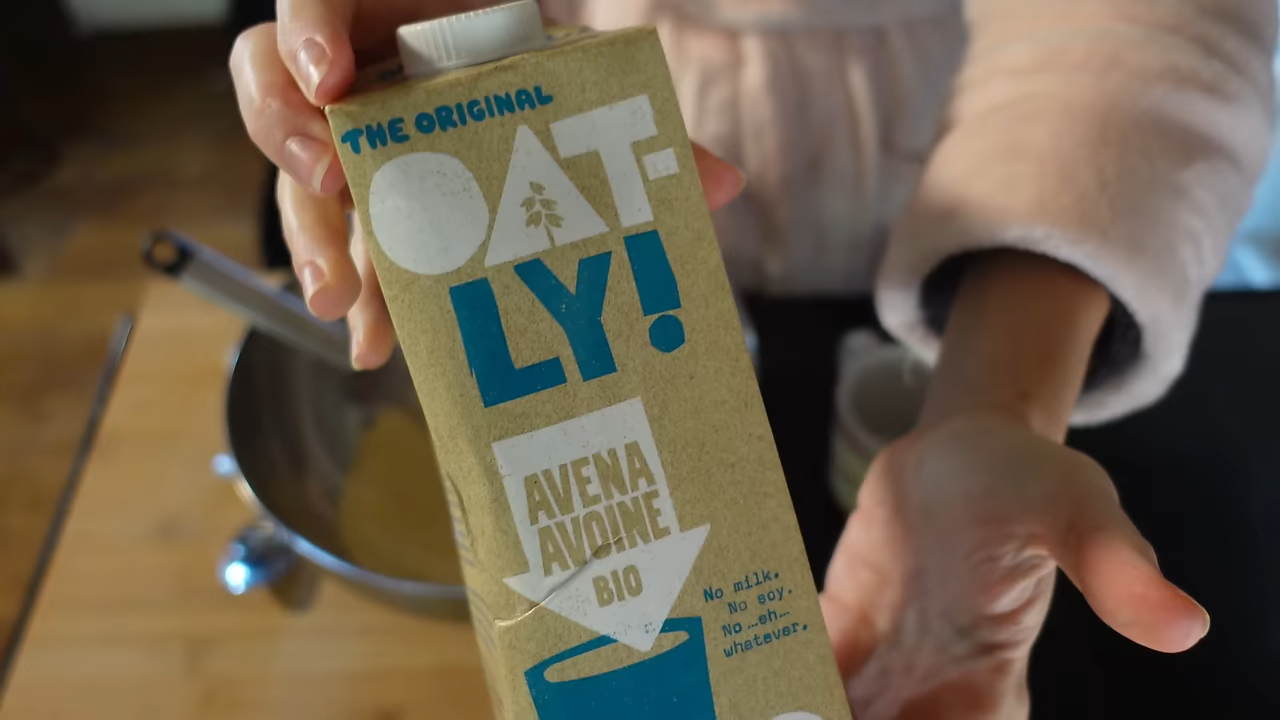 THE ORIGINAL
OAT-
LY!
AVENA
AVOINE
BIO
No milk.
No soy.
No …eh…
whatever.